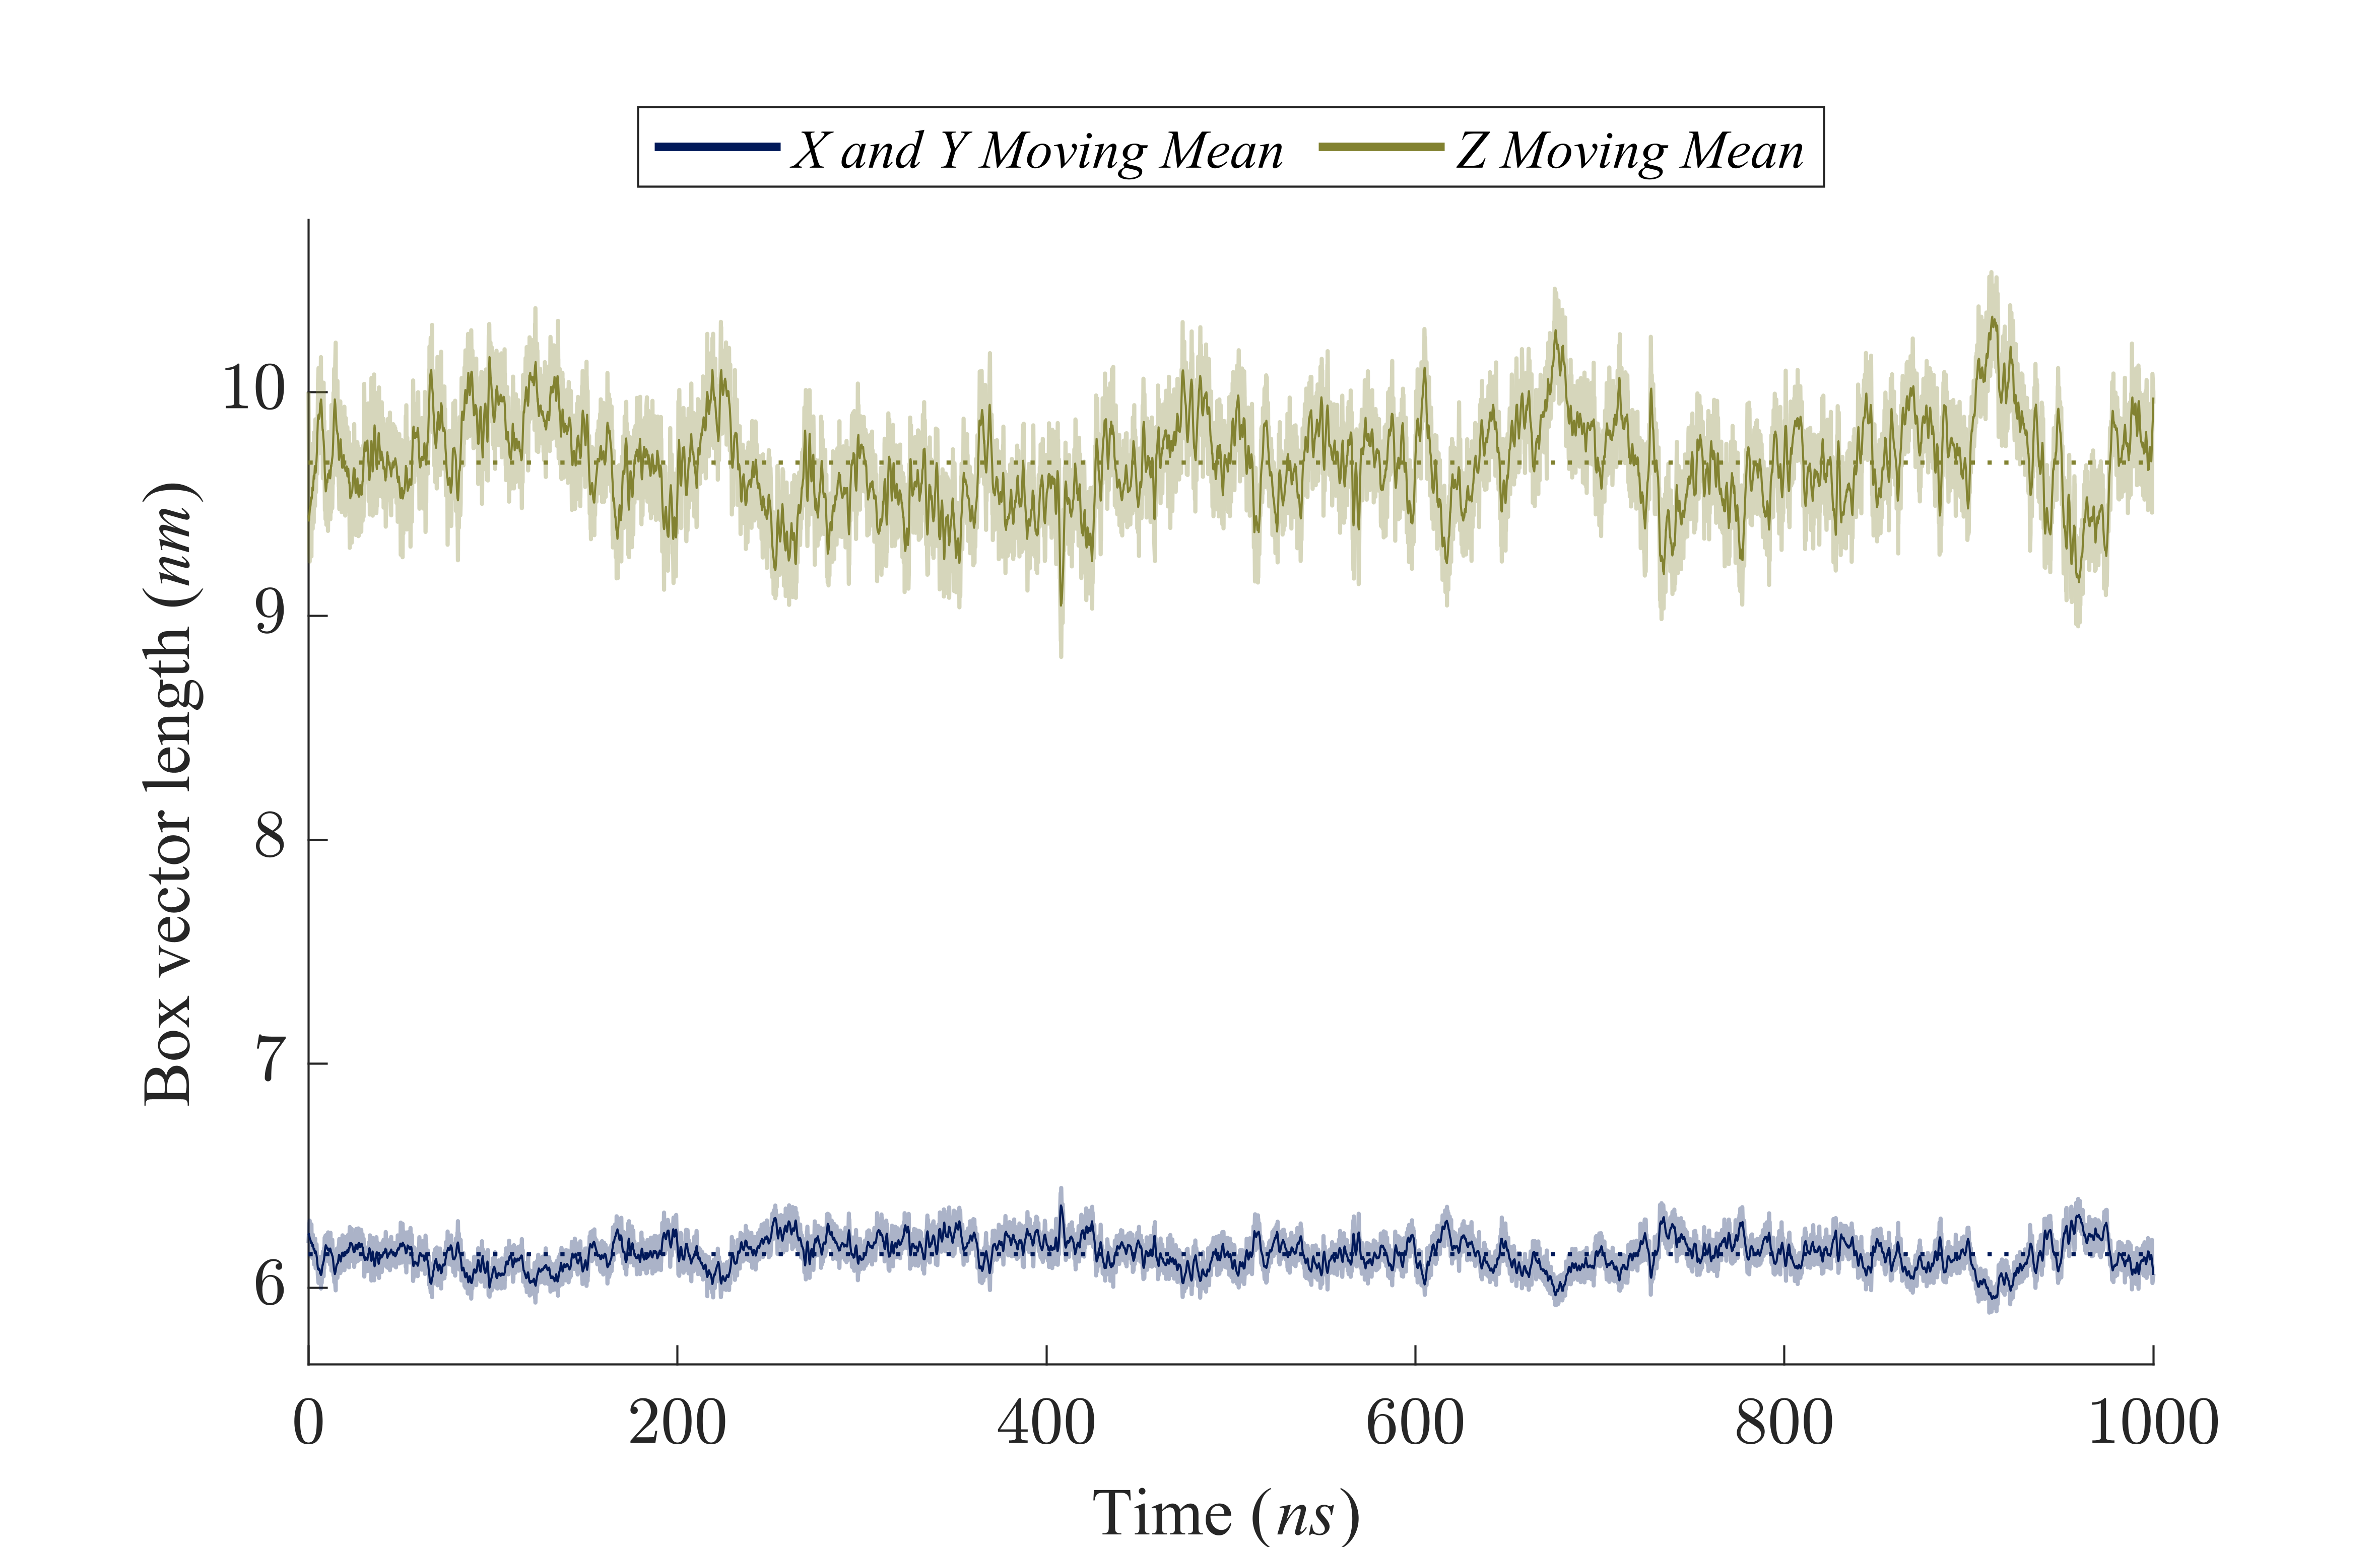 X and Y Moving Mean Z Moving Mean
Box vector length (nm)
10
9
8
7
6
0 200 400 600 800 1000
Time (ns)